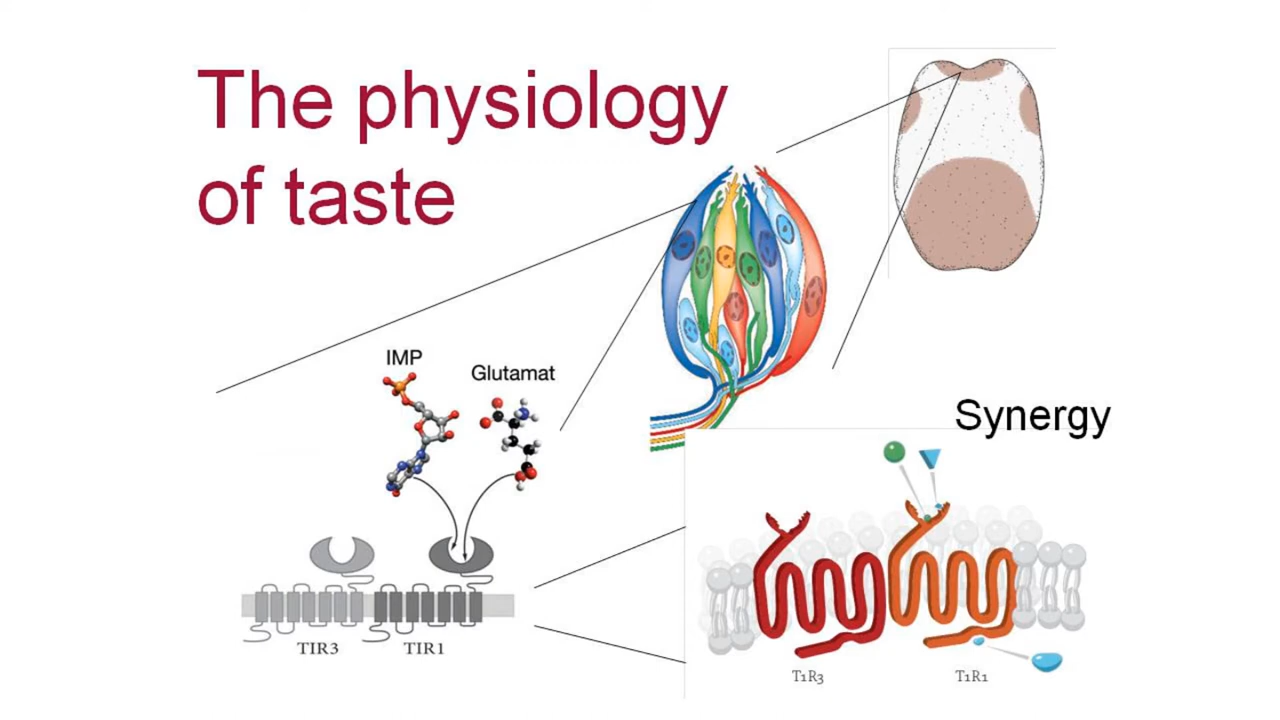 The physiology
of taste
IMP
Glutamat
Synergy
TIR3
TIR1
T1R3
T1R1